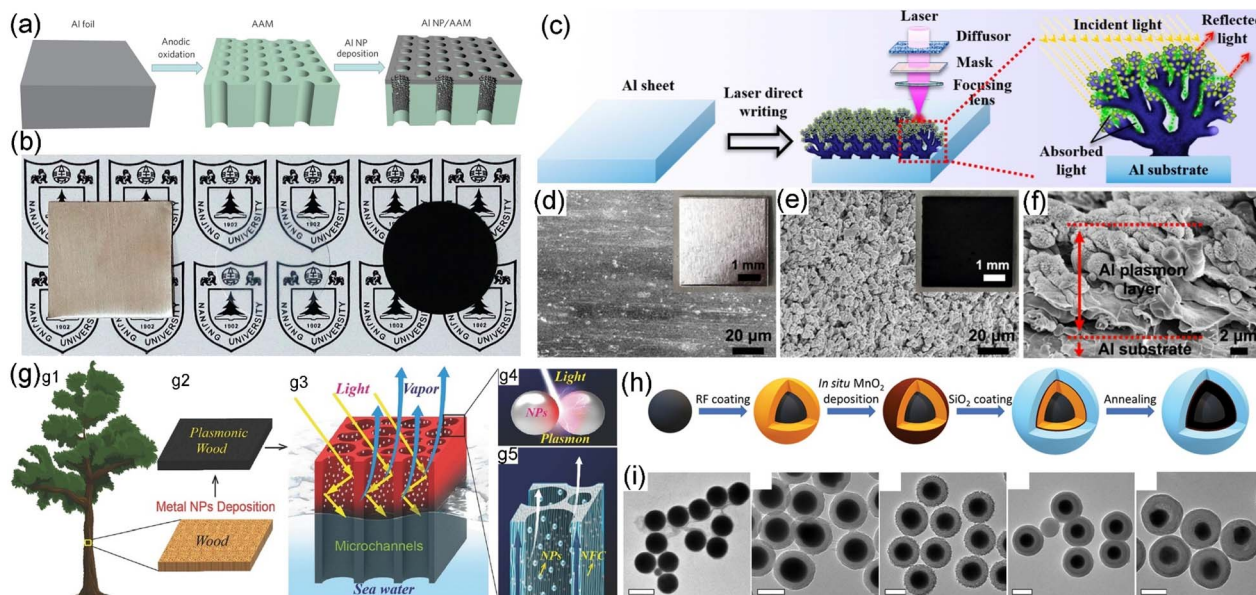 (a)
Al foil
AAM
Al NP/AAM
Anodic
oxidation
Al NP
deposition
(b)
NANJING UNIVERSITY
1902
NANJING UNIVERSITY
1902
(c)
Laser
Diffusor
Mask
Focusing
lens
Al sheet
Laser direct
writing
Incident light
Reflected
light
Absorbed
light
Al substrate
(d)
1 mm
20 µm
(e)
1 mm
20 µm
(f)
Al plasmon
layer
Al substrate
2 µm
(g)
g1
g2
Plasmonic
Wood
Metal NPs Deposition
Wood
g3
Light
Vapor
Microchannels
Sea water
g4
Light
NPs
Plasmon
g5
NPs
NFC
(h)
RF coating
In situ MnO2
deposition
SiO2 coating
Annealing
(i)